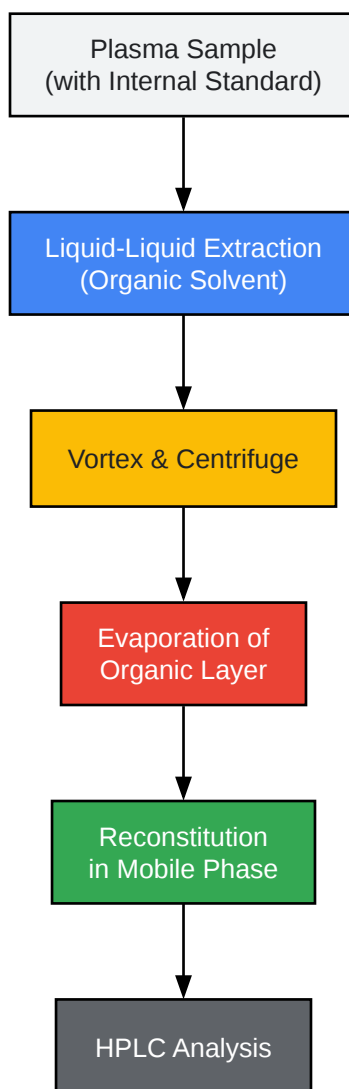 Plasma Sample
(with Internal Standard)
Liquid-Liquid Extraction
(Organic Solvent)
Vortex & Centrifuge
Evaporation of
Organic Layer
Reconstitution
in Mobile Phase
HPLC Analysis